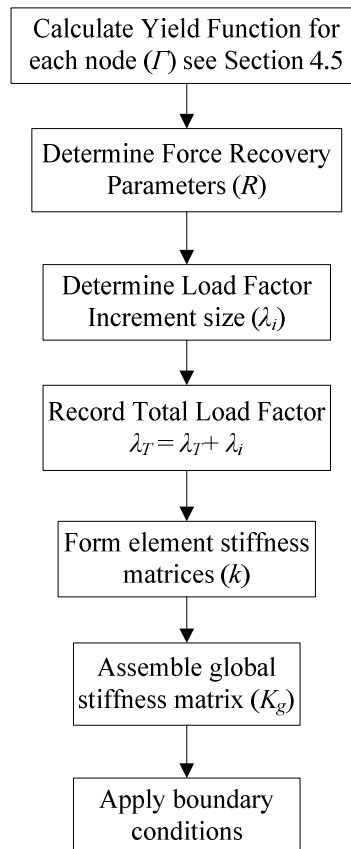 Calculate Yield Function for
each node (Γ) see Section 4.5
Determine Force Recovery
Parameters (R)
Determine Load Factor
Increment size (λi)
Record Total Load Factor
λT = λT + λi
Form element stiffness
matrices (k)
Assemble global
stiffness matrix (Kg)
Apply boundary
conditions